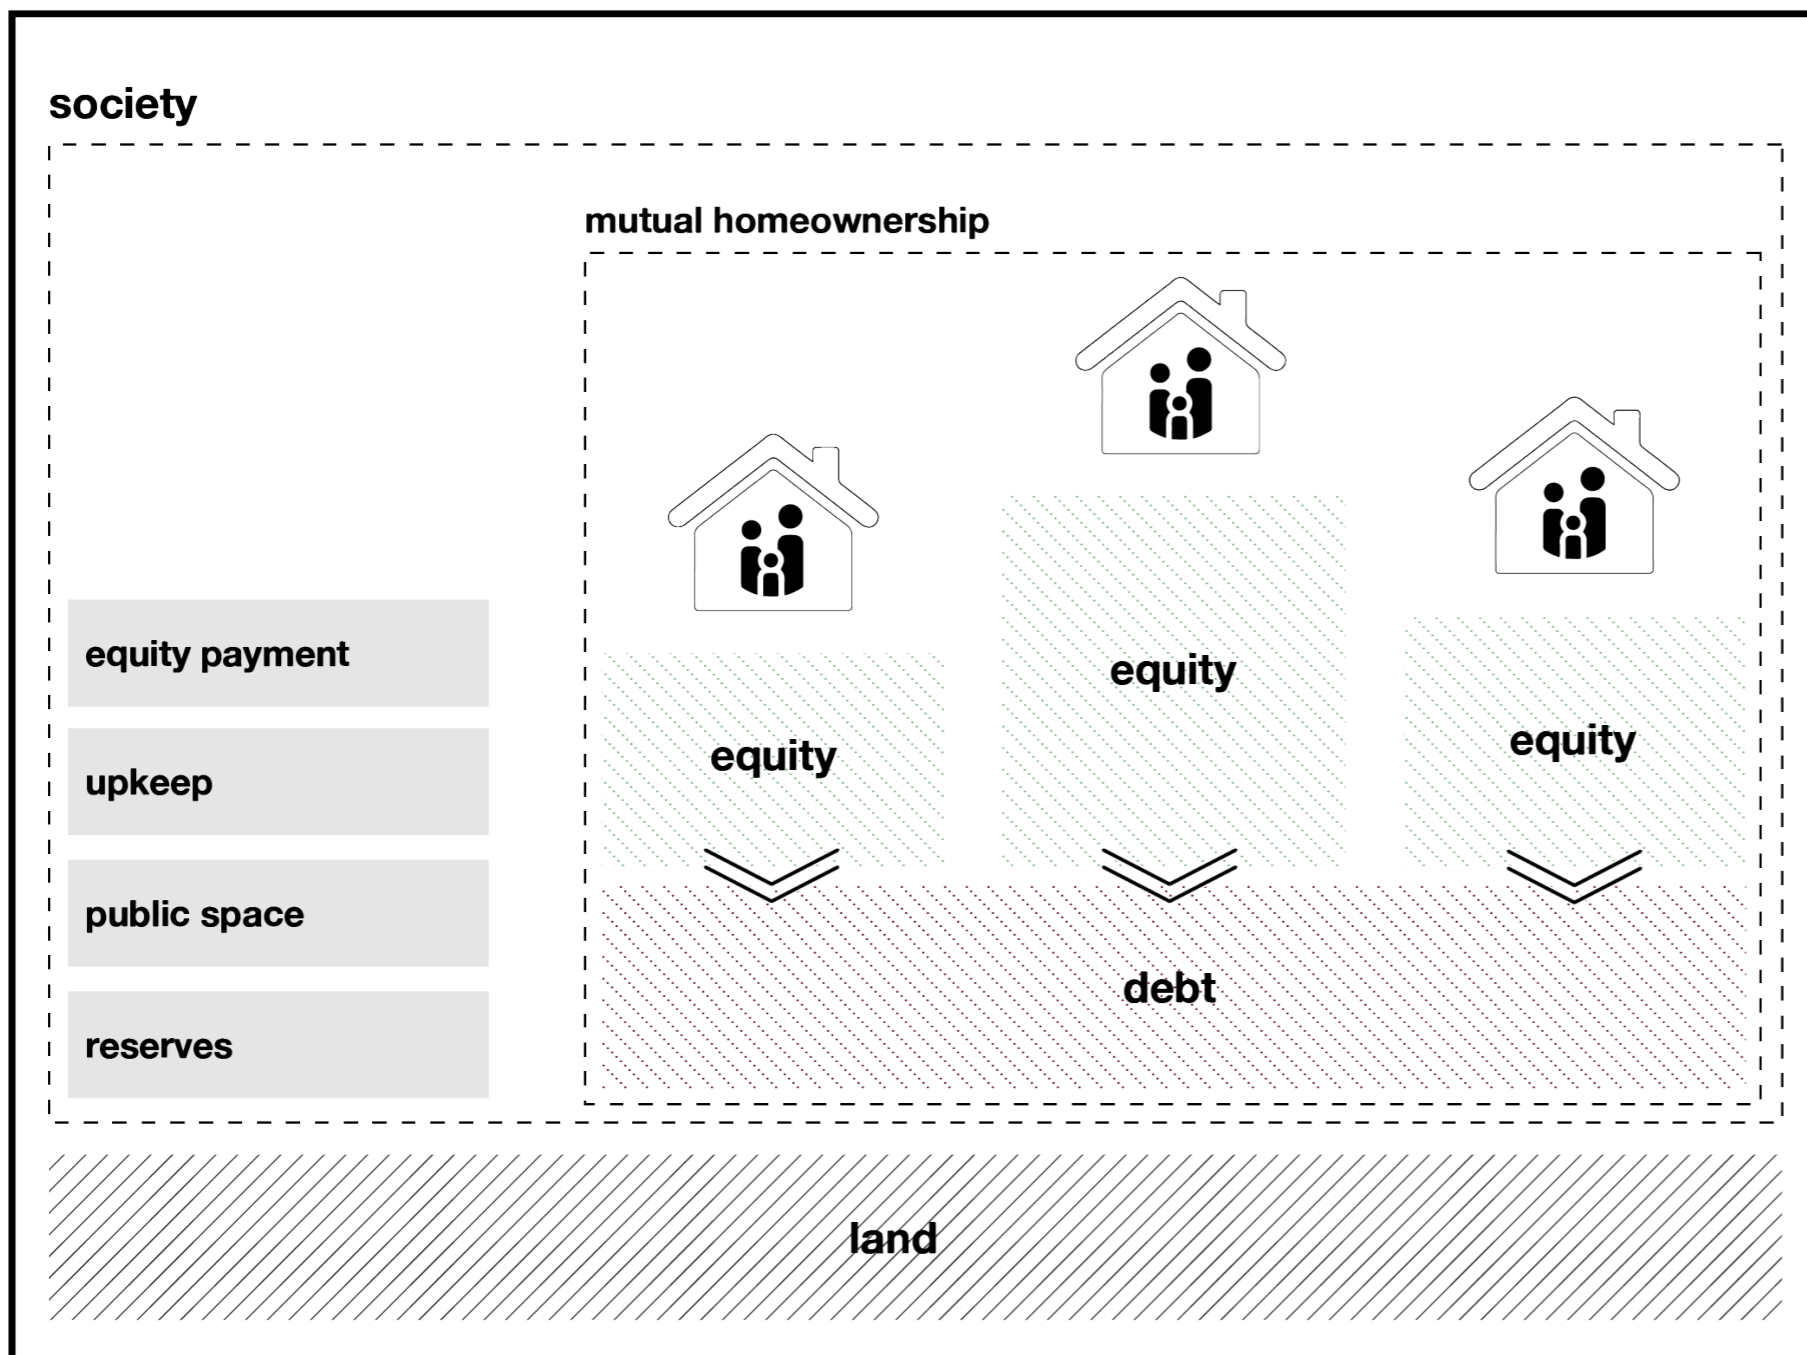 society
mutual homeownership
equity payment
upkeep
public space
reserves
equity
equity
equity
debt
land